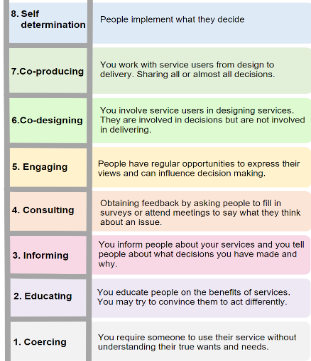 8. Self
determination
People implement what they decide
7.Co-producing
You work with service users from design to
delivery. Sharing all or almost all decisions.
6.Co-designing
You involve service users in designing services.
They are involved in decisions but are not involved
in delivering.
5. Engaging
People have regular opportunities to express their
views and can influence decision making.
4. Consulting
Obtaining feedback by asking people to fill in
surveys or attend meetings to say what they think
about an issue.
3. Informing
You inform people about your services and you tell
people about what decisions you have made and
why.
2. Educating
You educate people on the benefits of services.
You may try to convince them to act differently.
1. Coercing
You require someone to use their service without
understanding their true wants and needs.